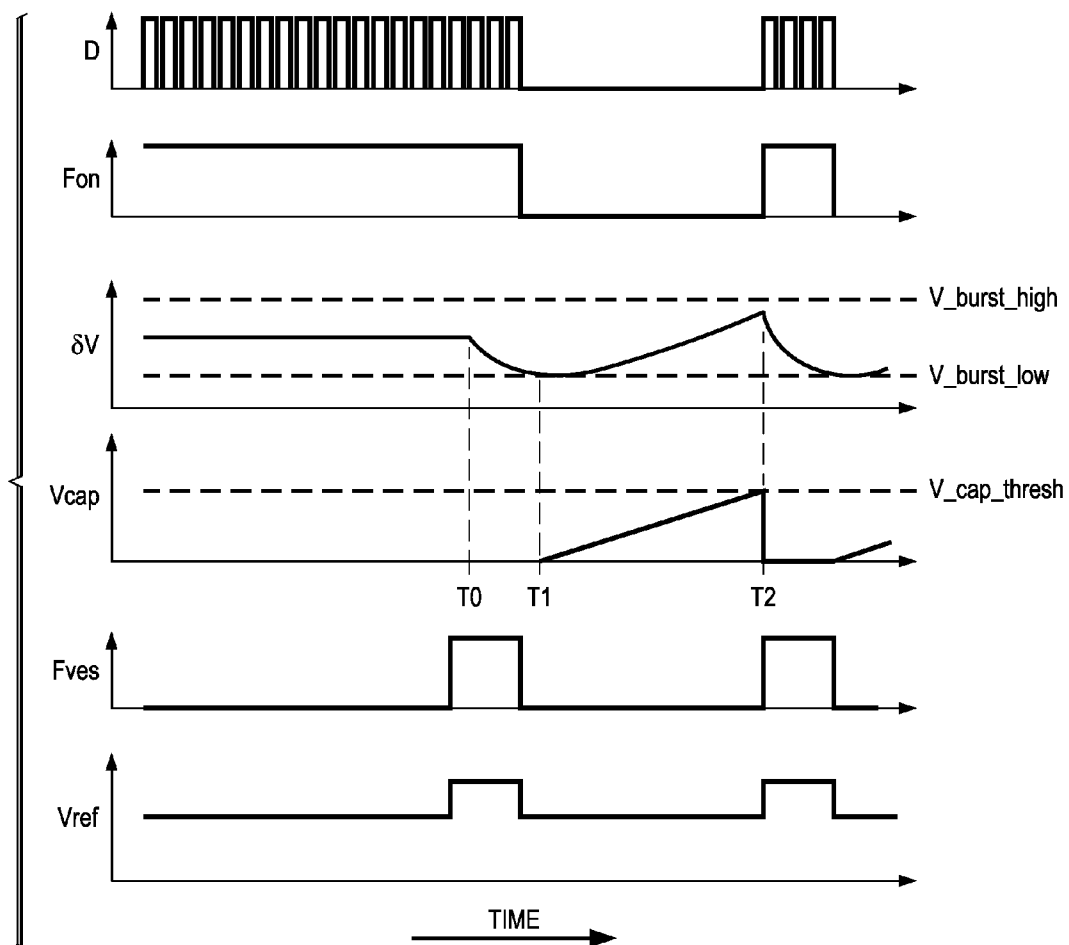 D
Fon
V_burst_high
δV
V_burst_low
Vcap
V_cap_thresh
T0 T1 T2
Fves
Vref
TIME